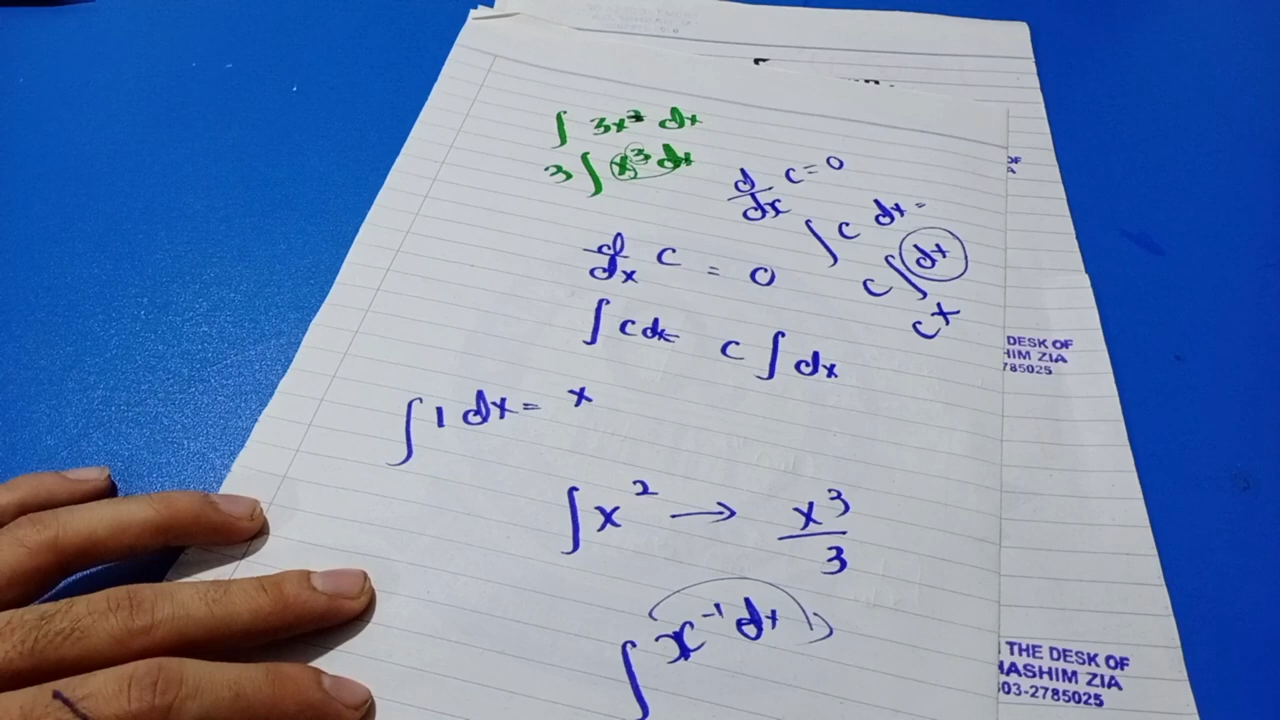 ∫ 3x³ dx
3 ∫ x³ dx
d/dx c = 0
∫ c dx =
c ∫ dx
cx
d/dx c = 0
∫ c dx = c ∫ dx
∫ 1 dx = x
∫ x² → x³/3
∫ x⁻¹ dx
DESK OF
HIM ZIA
785025
THE DESK OF
HASHIM ZIA
03-2785025